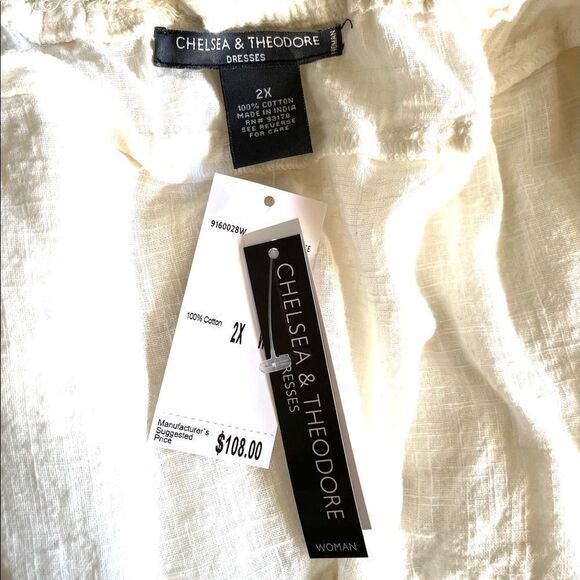 CHELSEA & THEODORE
DRESSES
WOMAN
2X
100% COTTON
MADE IN INDIA
RN# 93178
SEE REVERSE
FOR CARE
9160028W
100% Cotton
2X
Manufacturer's
Suggested
Price
$108.00
CHELSEA & THEODORE
DRESSES
WOMAN